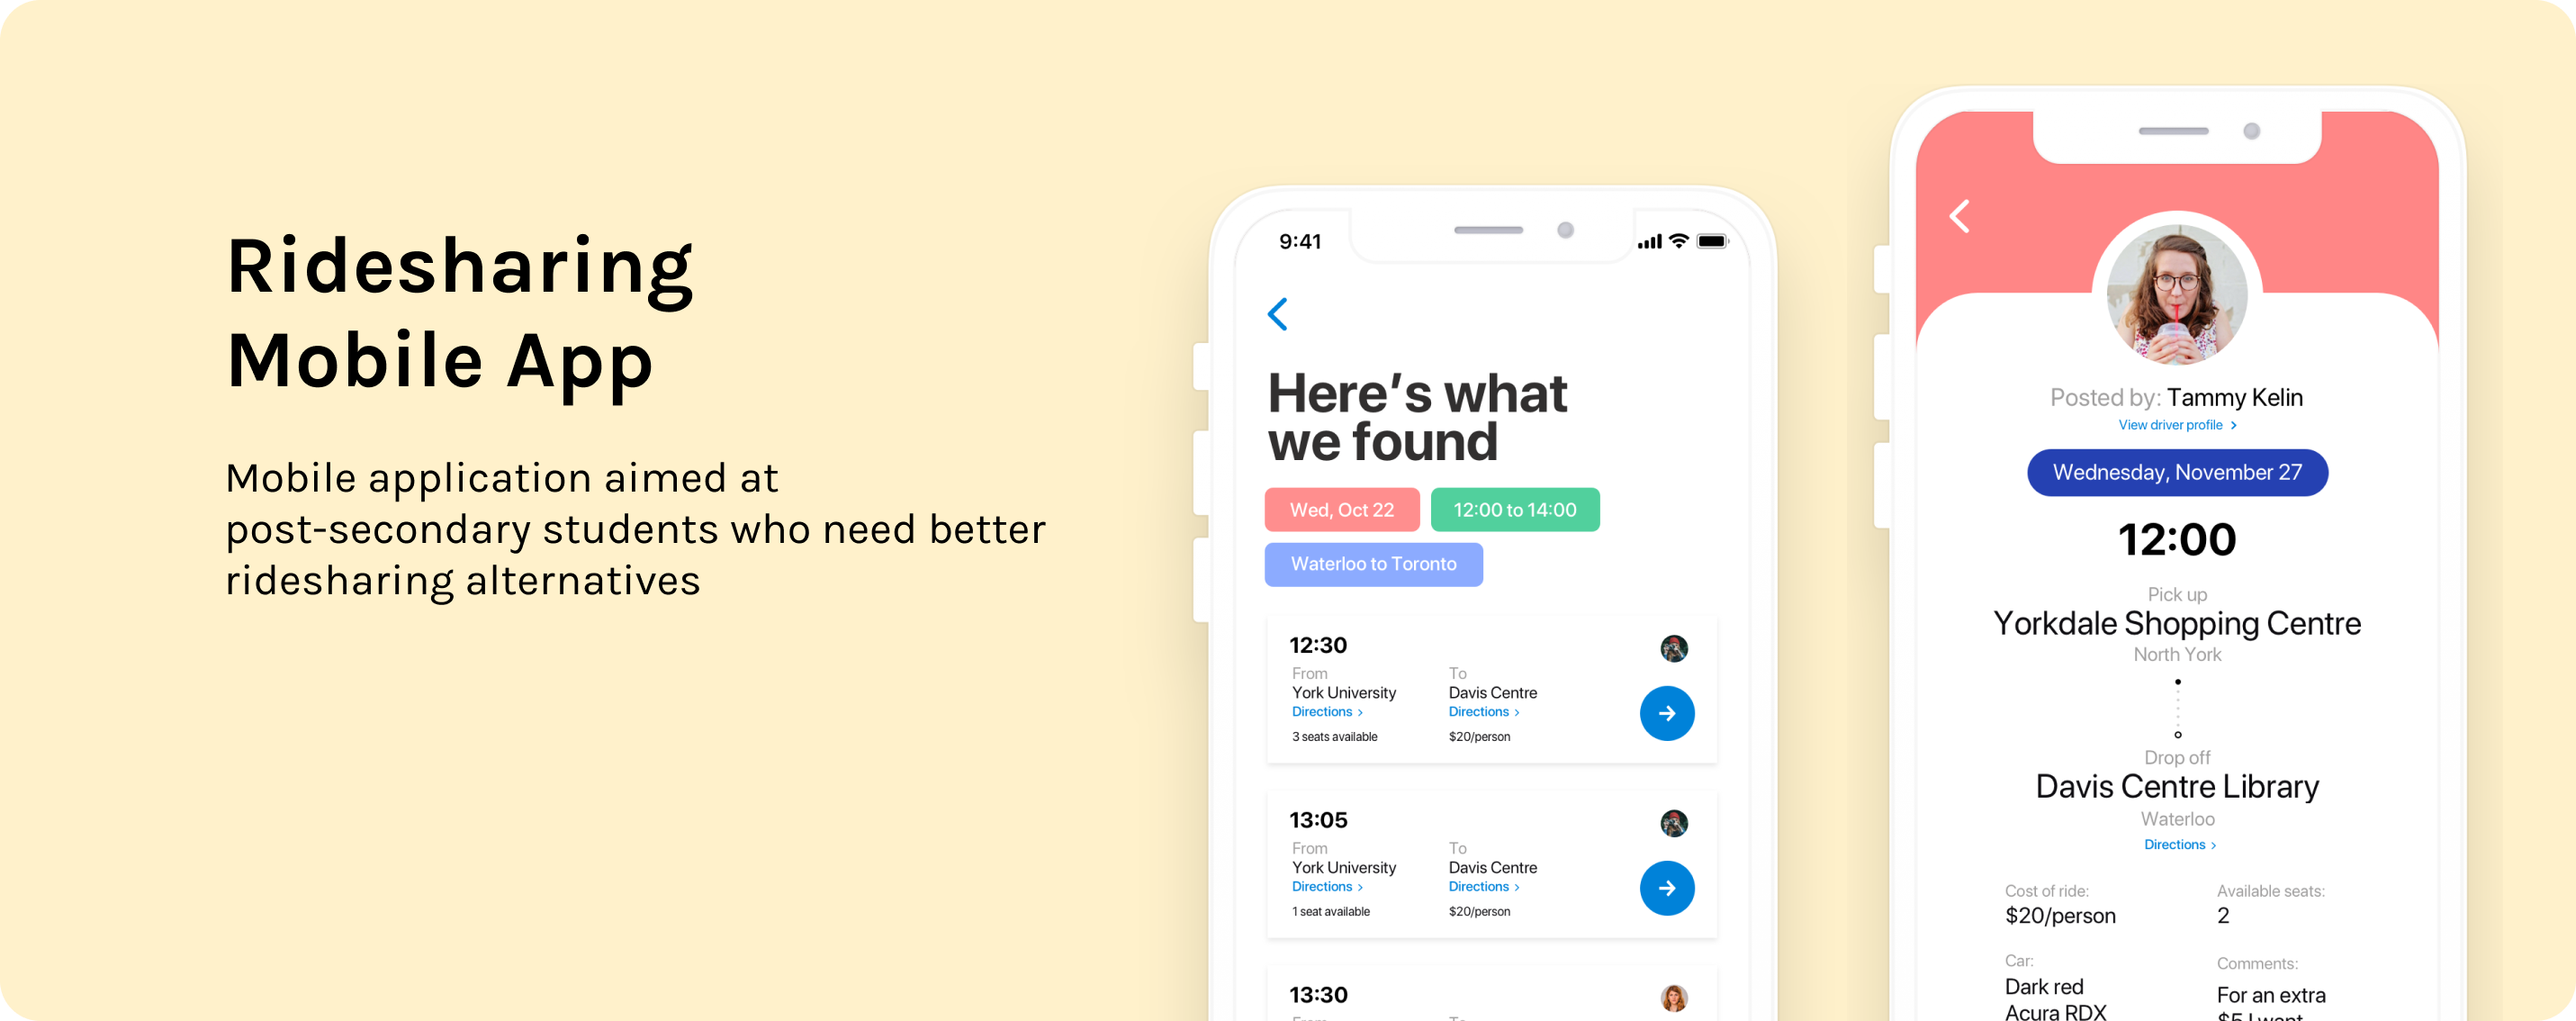 Ridesharing
Mobile App
Mobile application aimed at
post-secondary students who need better
ridesharing alternatives
9:41
Here's what
we found
Wed, Oct 22
12:00 to 14:00
Waterloo to Toronto
12:30
From
To
York University
Davis Centre
Directions >
Directions >
3 seats available
$20/person
13:05
From
To
York University
Davis Centre
Directions >
Directions >
1 seat available
$20/person
13:30
From
To
Posted by: Tammy Kelin
View driver profile >
Wednesday, November 27
12:00
Pick up
Yorkdale Shopping Centre
North York
Drop off
Davis Centre Library
Waterloo
Directions >
Cost of ride:
Available seats:
$20/person
2
Car:
Comments:
Dark red
For an extra
Acura RDX
$5 I want